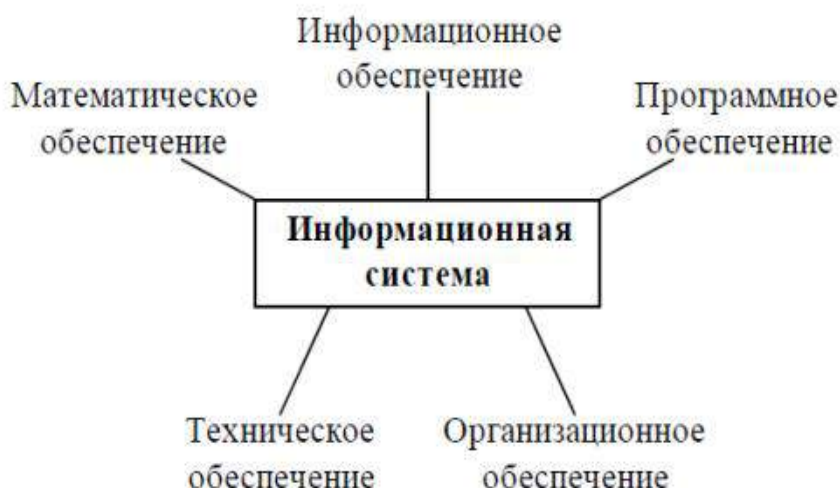 Информационное
обеспечение
Математическое
обеспечение
Программное
обеспечение
Информационная
система
Техническое
обеспечение
Организационное
обеспечение